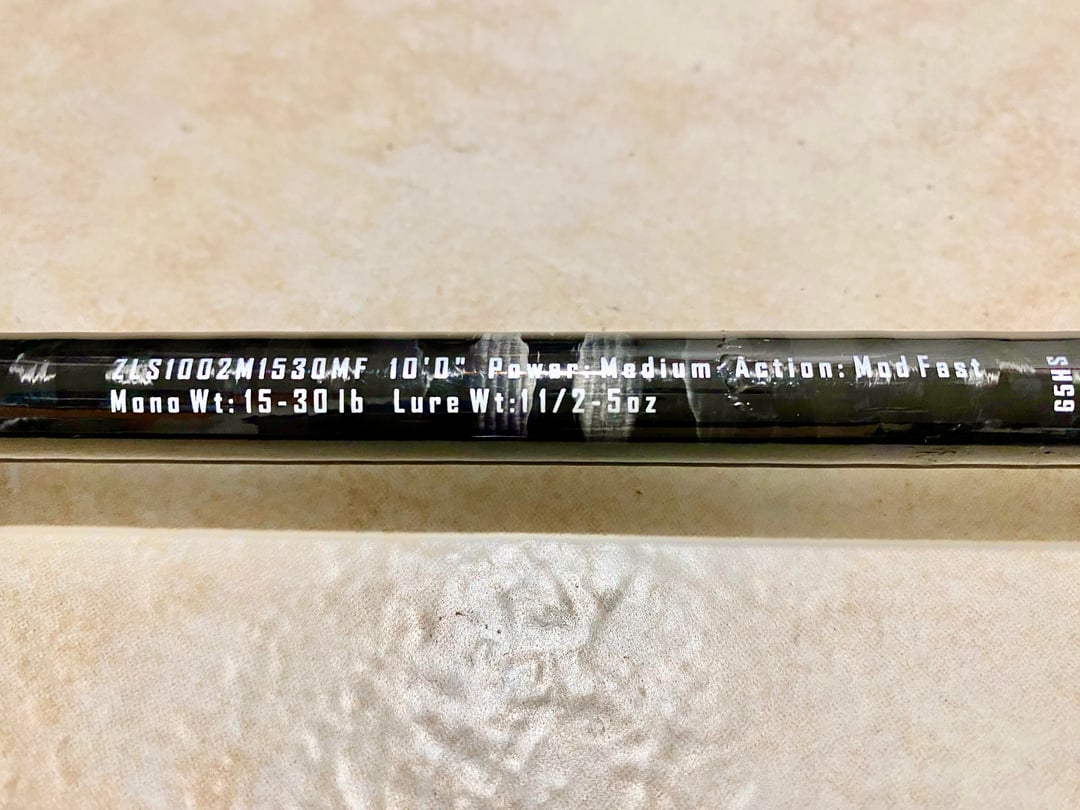 ZLS1002M1530MF 10'0" Power: Medium Action: Mod Fast
Mono Wt: 15-30 lb Lure Wt: 1 1/2-5oz
65HS